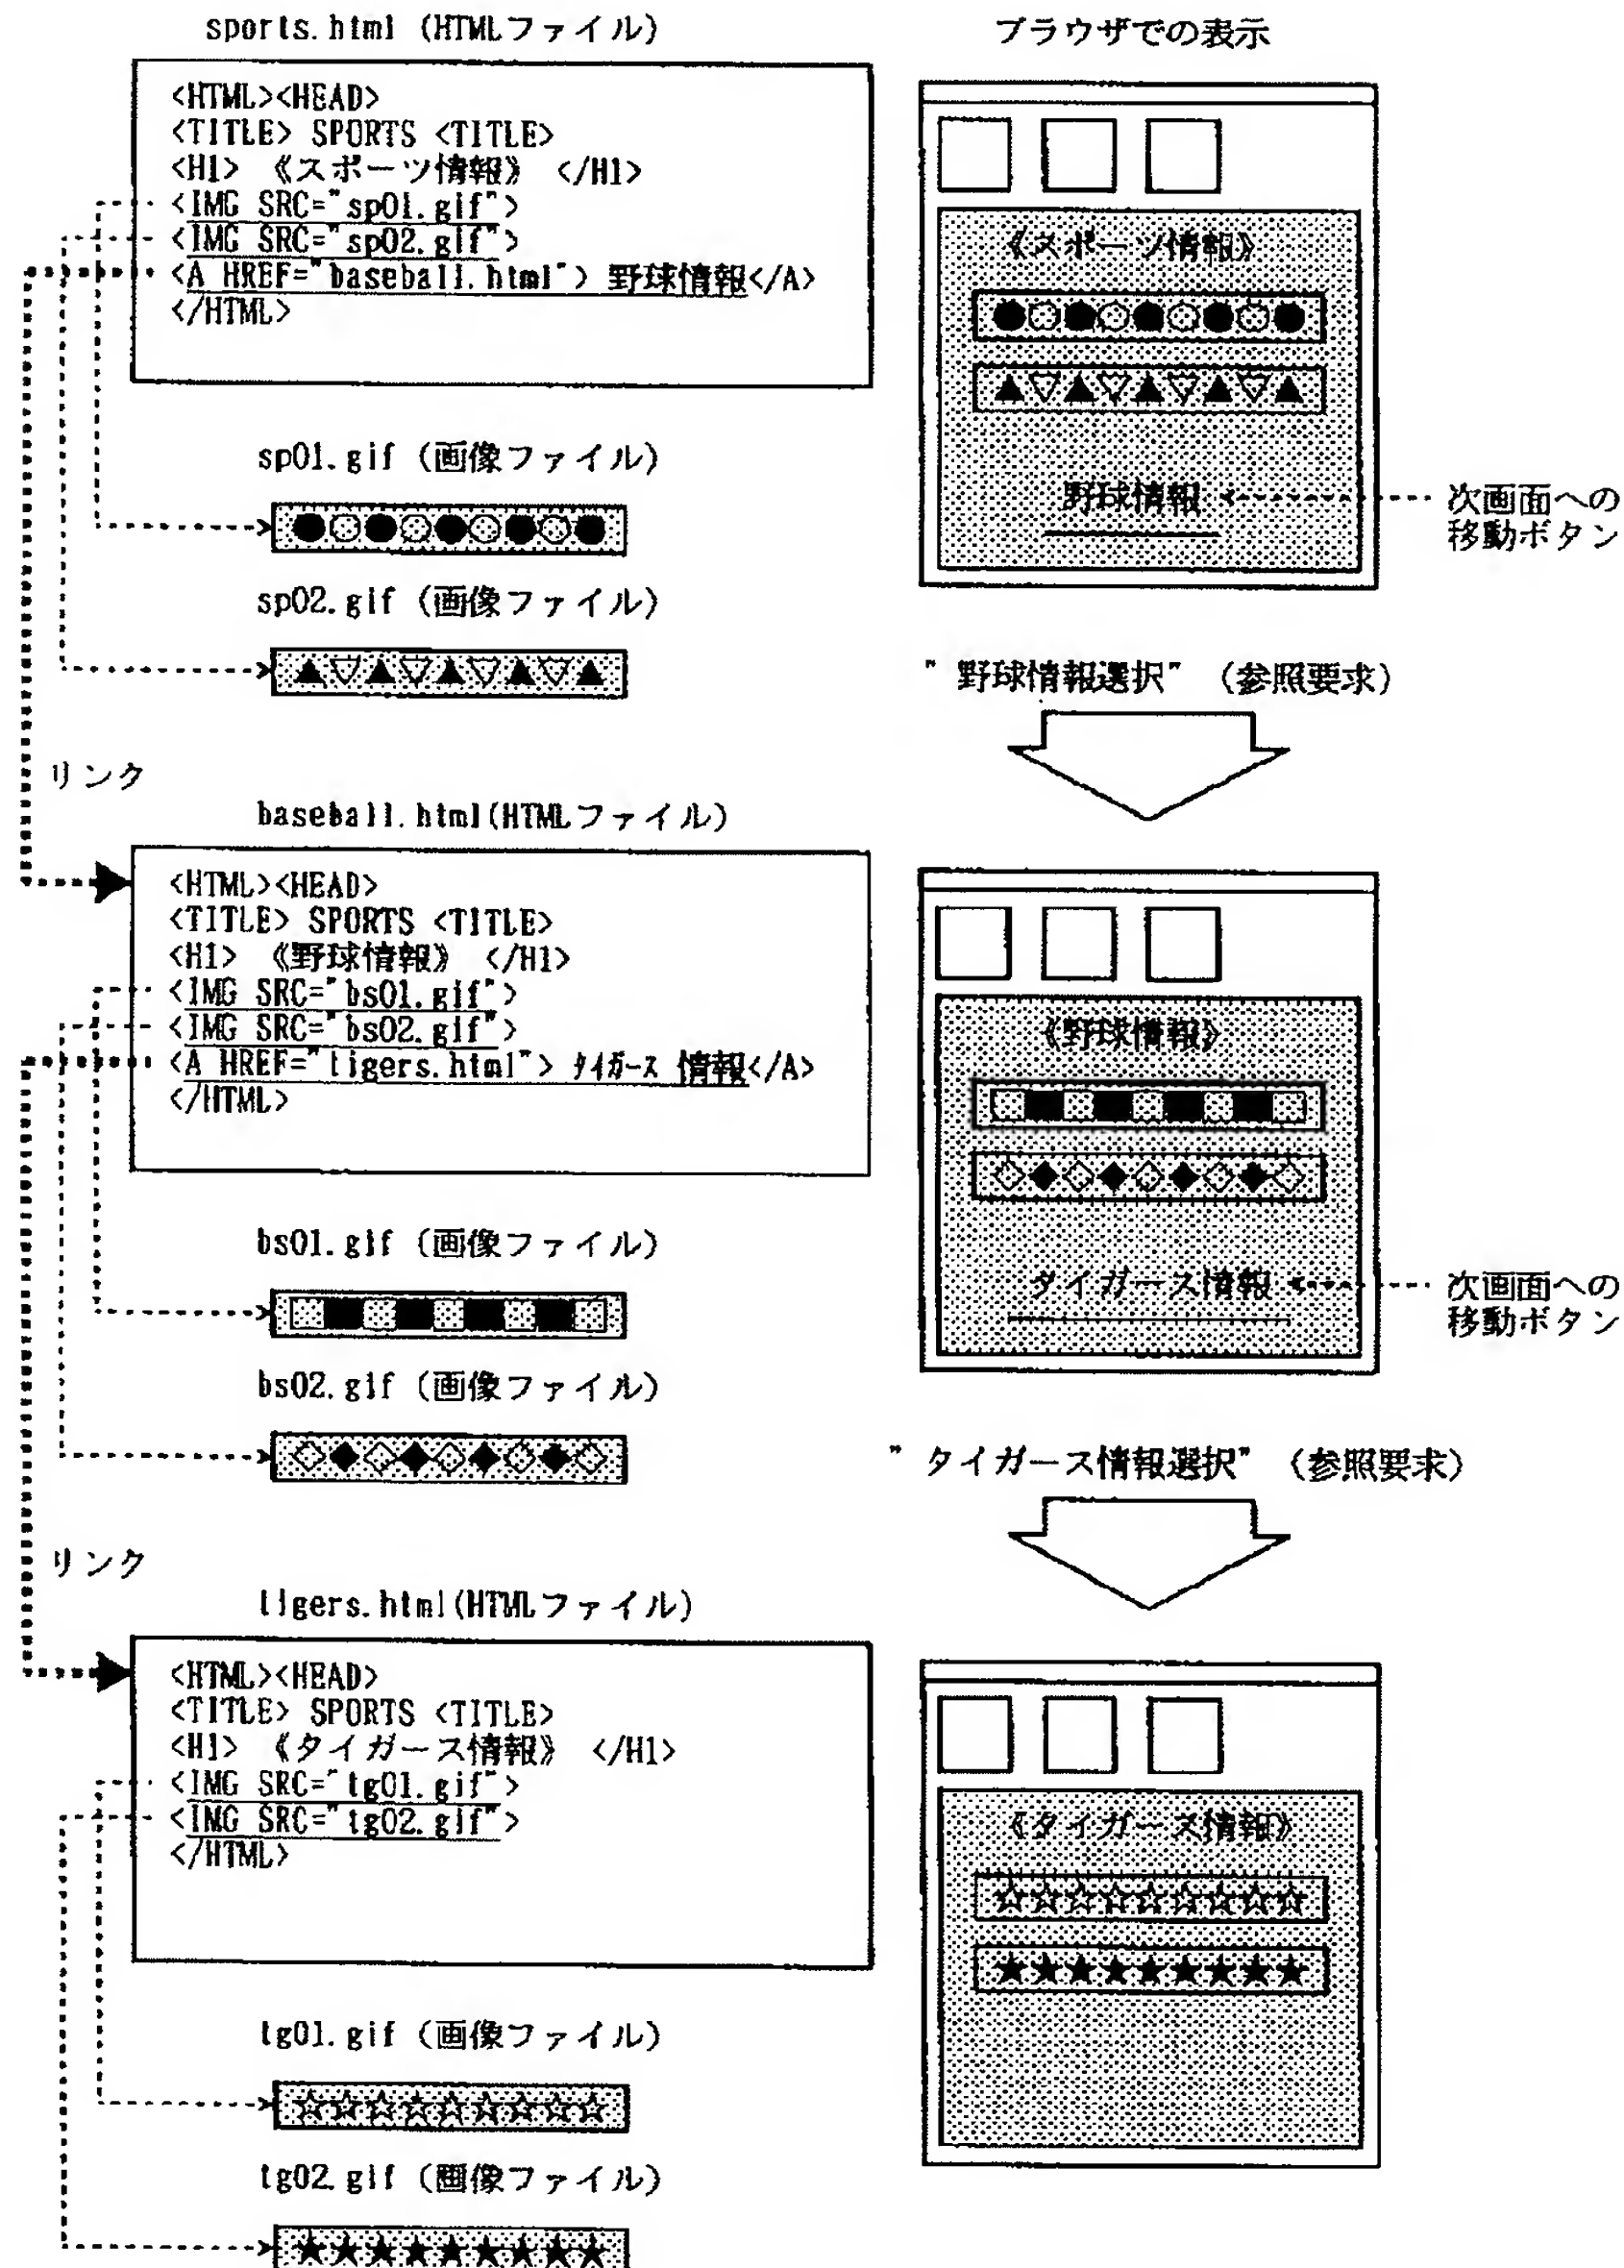 sports.html (HTMLファイル)
<HTML><HEAD>
<TITLE> SPORTS <TITLE>
<H1> 《スポーツ情報》 </H1>
<IMG SRC="sp01.gif">
<IMG SRC="sp02.gif">
<A HREF="baseball.html"> 野球情報</A>
</HTML>
sp01.gif (画像ファイル)
sp02.gif (画像ファイル)
リンク
baseball.html(HTMLファイル)
<HTML><HEAD>
<TITLE> SPORTS <TITLE>
<H1> 《野球情報》 </H1>
<IMG SRC="bs01.gif">
<IMG SRC="bs02.gif">
<A HREF="tigers.html"> タイガース 情報</A>
</HTML>
bs01.gif (画像ファイル)
bs02.gif (画像ファイル)
リンク
tigers.html(HTMLファイル)
<HTML><HEAD>
<TITLE> SPORTS <TITLE>
<H1> 《タイガース情報》 </H1>
<IMG SRC="tg01.gif">
<IMG SRC="tg02.gif">
</HTML>
tg01.gif (画像ファイル)
tg02.gif (画像ファイル)
ブラウザでの表示
《スポーツ情報》
野球情報
次画面への
移動ボタン
"野球情報選択" (参照要求)
《野球情報》
タイガース情報
次画面への
移動ボタン
"タイガース情報選択" (参照要求)
《タイガース情報》